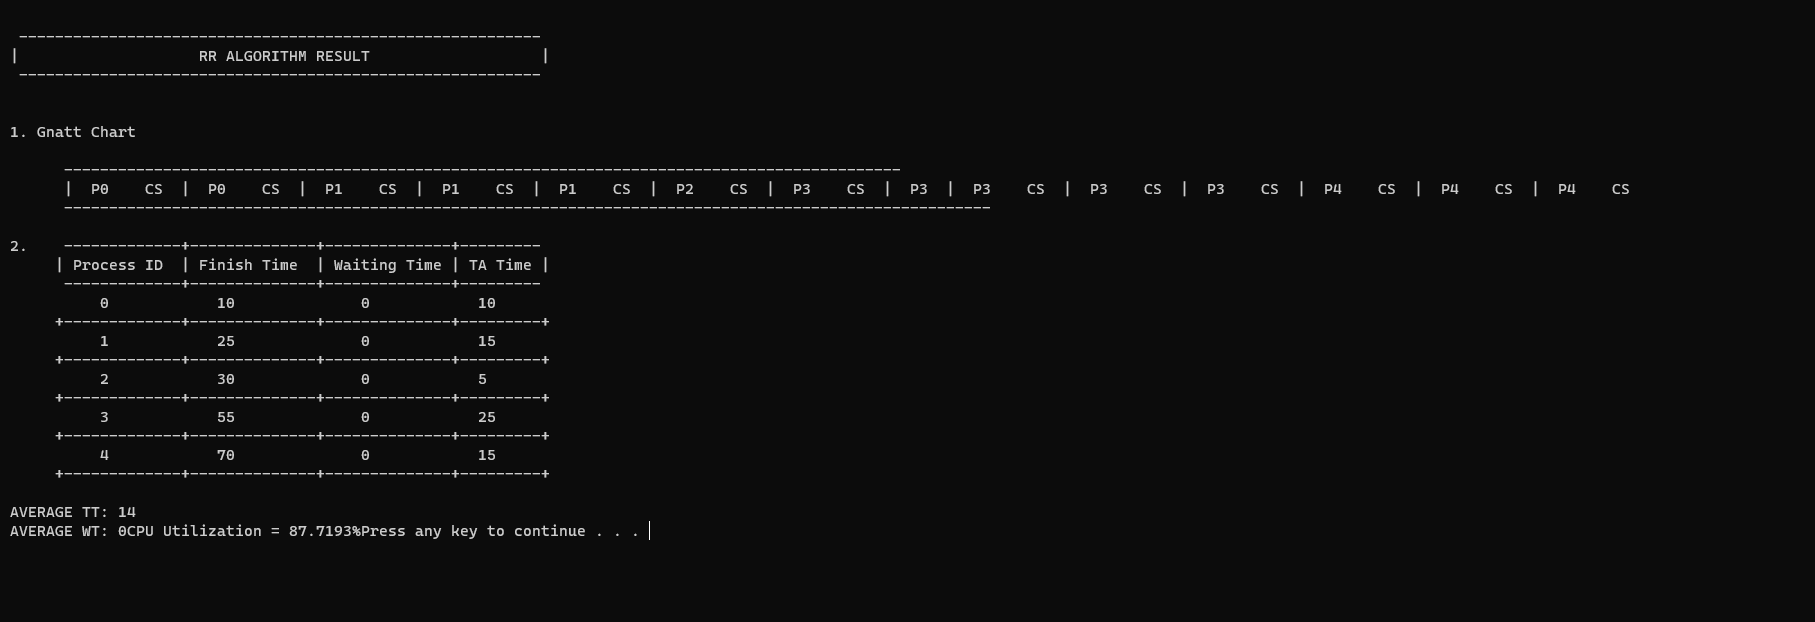 ----------------------------------------------------------
| RR ALGORITHM RESULT |
----------------------------------------------------------
1. Gnatt Chart
---------------------------------------------------------------------------------------------
| P0 CS | P0 CS | P1 CS | P1 CS | P1 CS | P2 CS | P3 CS | P3 | P3 CS | P3 CS | P3 CS | P4 CS | P4 CS | P4 CS
-------------------------------------------------------------------------------------------------------
2. -------------+--------------+--------------+---------
| Process ID | Finish Time | Waiting Time | TA Time |
-------------+--------------+--------------+---------
0 10 0 10
+-------------+--------------+--------------+---------+
1 25 0 15
+-------------+--------------+--------------+---------+
2 30 0 5
+-------------+--------------+--------------+---------+
3 55 0 25
+-------------+--------------+--------------+---------+
4 70 0 15
+-------------+--------------+--------------+---------+
AVERAGE TT: 14
AVERAGE WT: 0CPU Utilization = 87.7193%Press any key to continue . . .